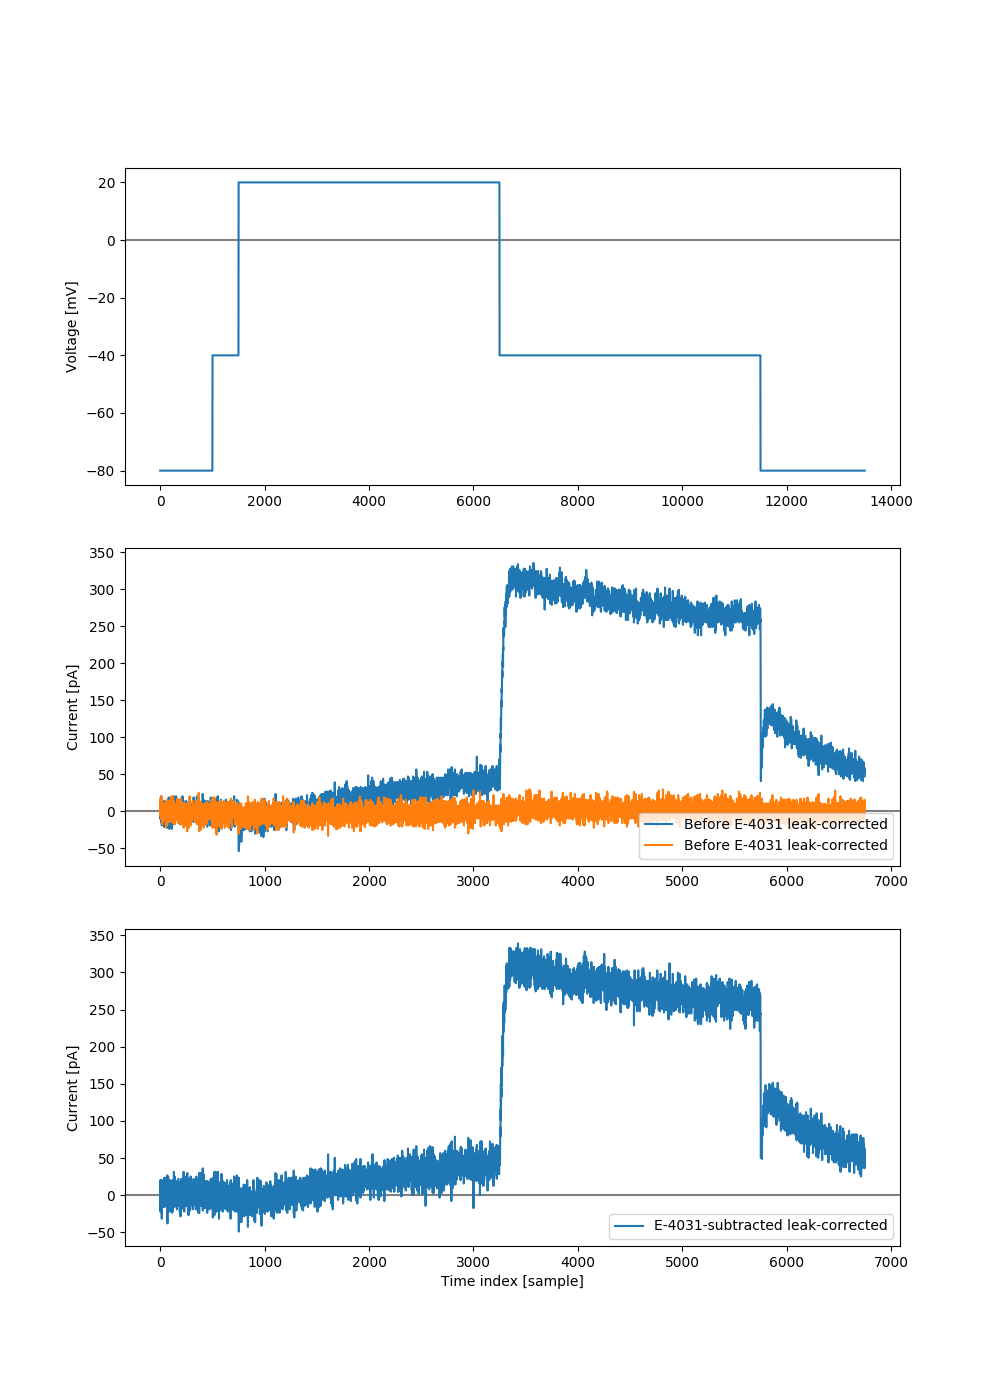 20
0
−20
−40
−60
−80
Voltage [mV]
0 2000 4000 6000 8000 10000 12000 14000
350
300
250
200
150
100
50
0
−50
Current [pA]
Before E-4031 leak-corrected
Before E-4031 leak-corrected
0 1000 2000 3000 4000 5000 6000 7000
350
300
250
200
150
100
50
0
−50
Current [pA]
E-4031-subtracted leak-corrected
0 1000 2000 3000 4000 5000 6000 7000
Time index [sample]